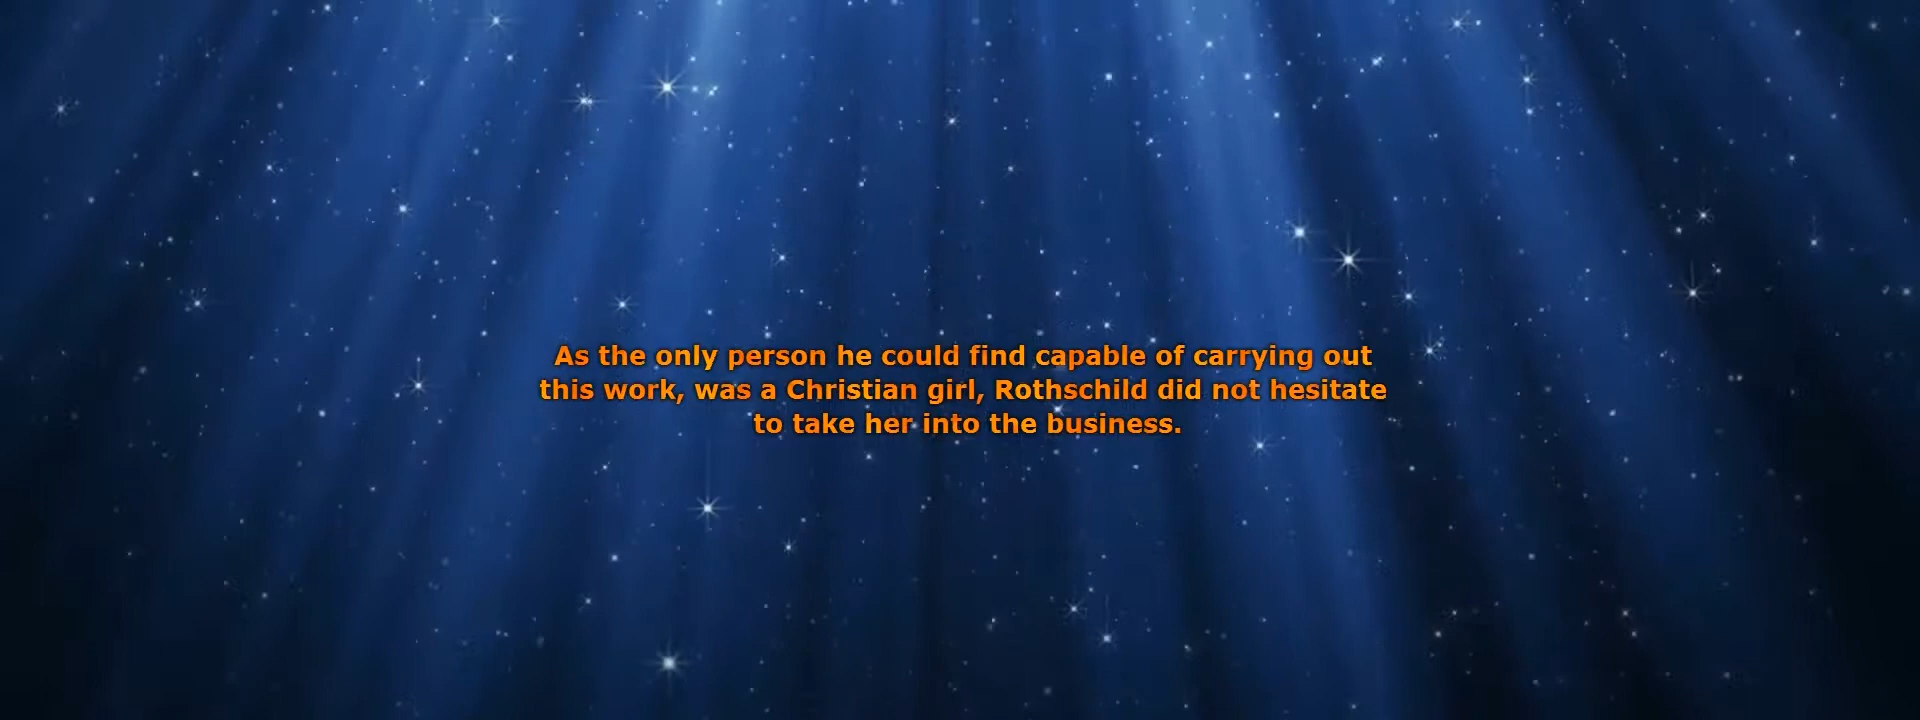 As the only person he could find capable of carrying out
this work, was a Christian girl, Rothschild did not hesitate
to take her into the business.